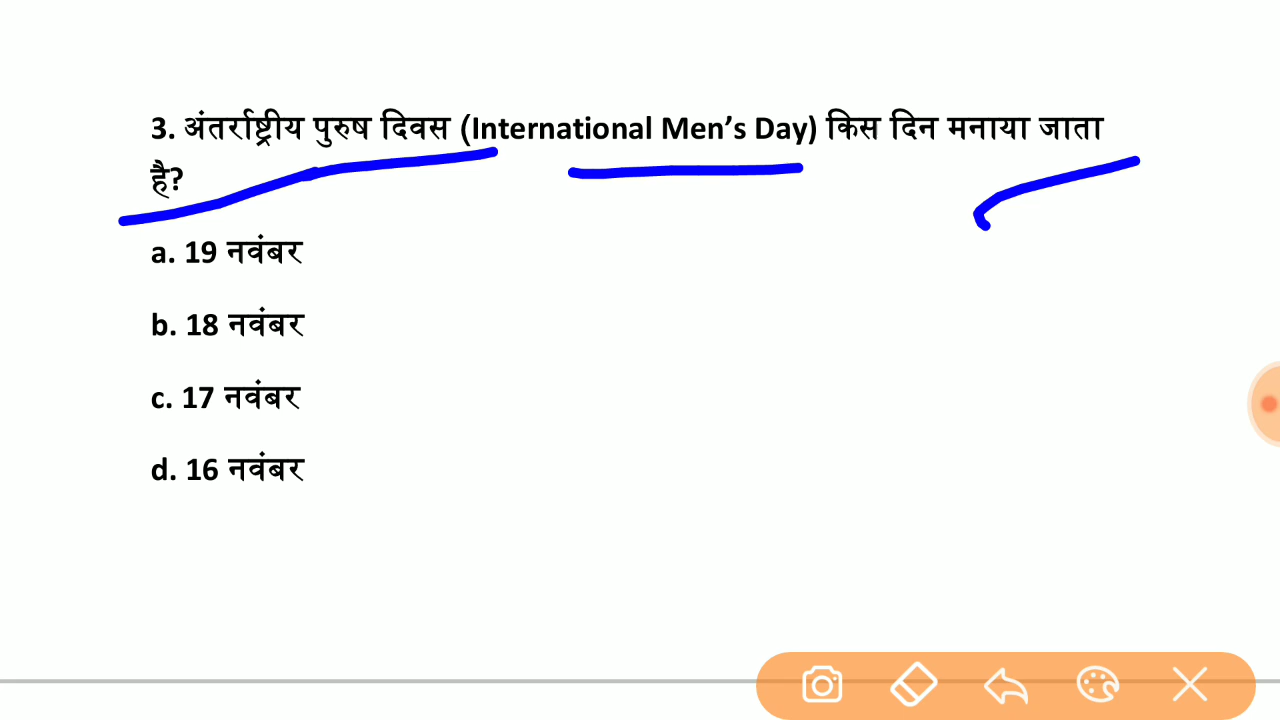 3. अंतर्राष्ट्रीय पुरुष दिवस (International Men’s Day) किस दिन मनाया जाता
है?
a. 19 नवंबर
b. 18 नवंबर
c. 17 नवंबर
d. 16 नवंबर